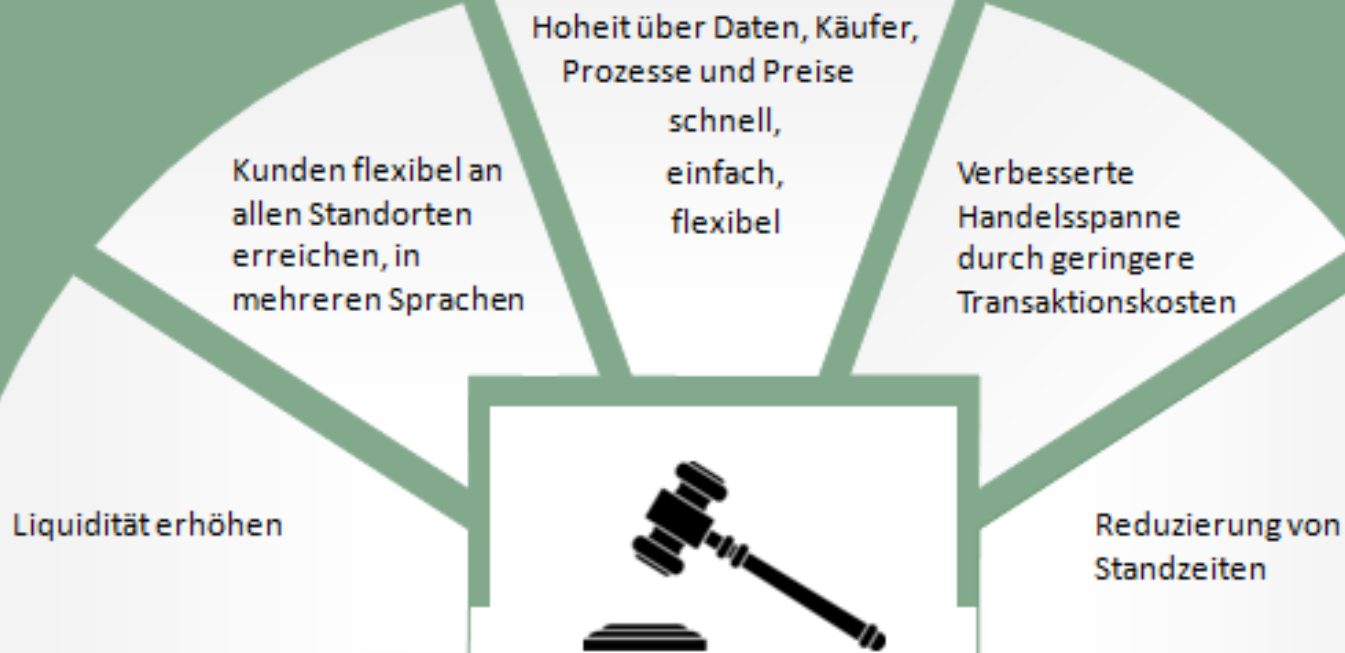 Hoheit über Daten, Käufer,
Prozesse und Preise
schnell,
einfach,
flexibel
Kunden flexibel an
allen Standorten
erreichen, in
mehreren Sprachen
Verbesserte
Handelsspanne
durch geringere
Transaktionskosten
Liquidität erhöhen
Reduzierung von
Standzeiten